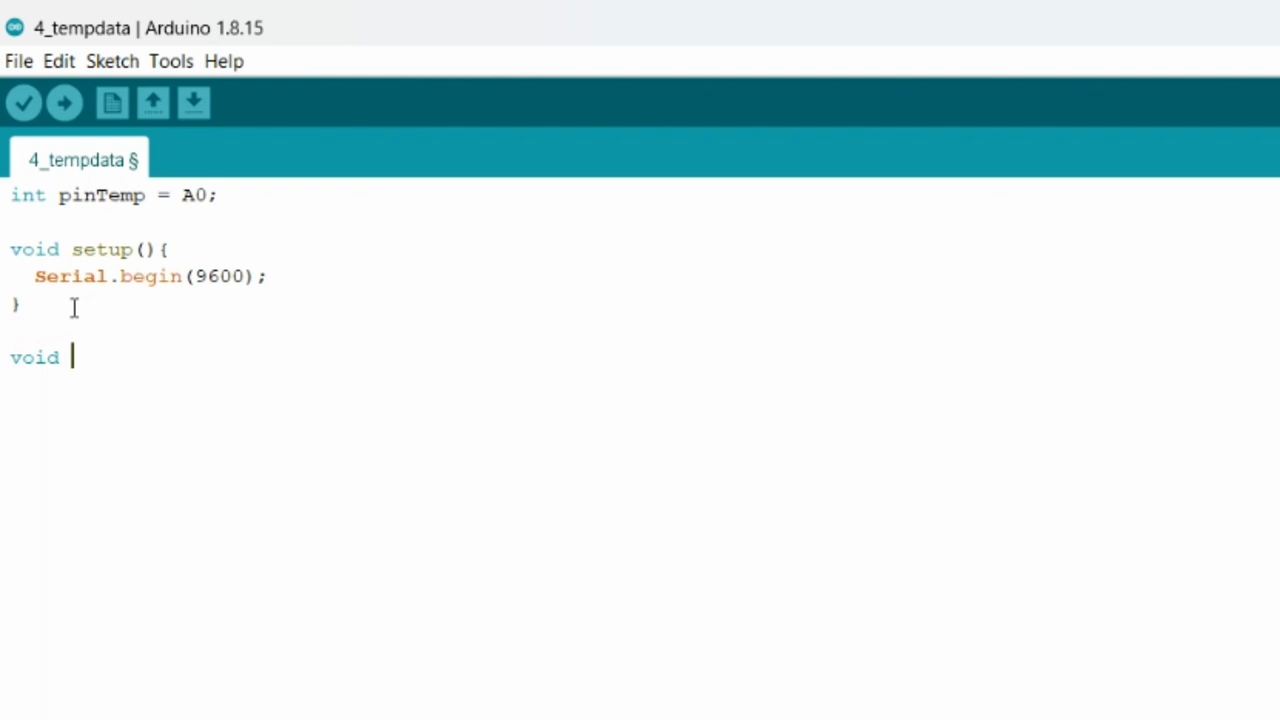 4_tempdata | Arduino 1.8.15
File Edit Sketch Tools Help
4_tempdata §
int pinTemp = A0;
void setup(){
Serial.begin(9600);
}
void